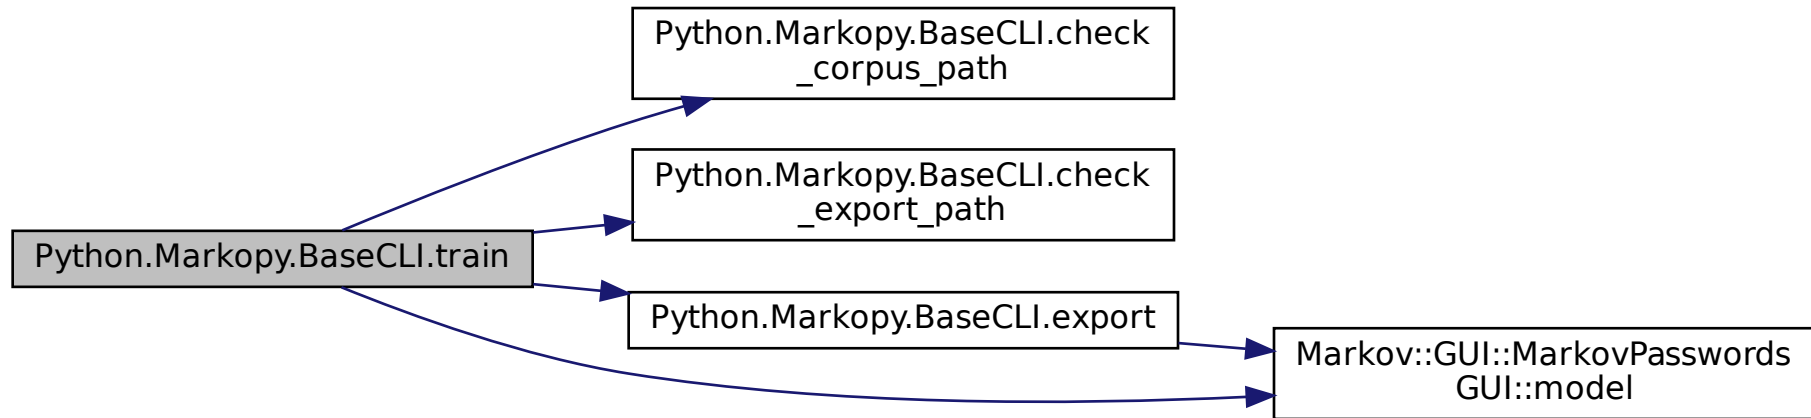 Python.Markopy.BaseCLI.check
_corpus_path
Python.Markopy.BaseCLI.check
_export_path
Python.Markopy.BaseCLI.train
Python.Markopy.BaseCLI.export
Markov::GUI::MarkovPasswords
GUI::model